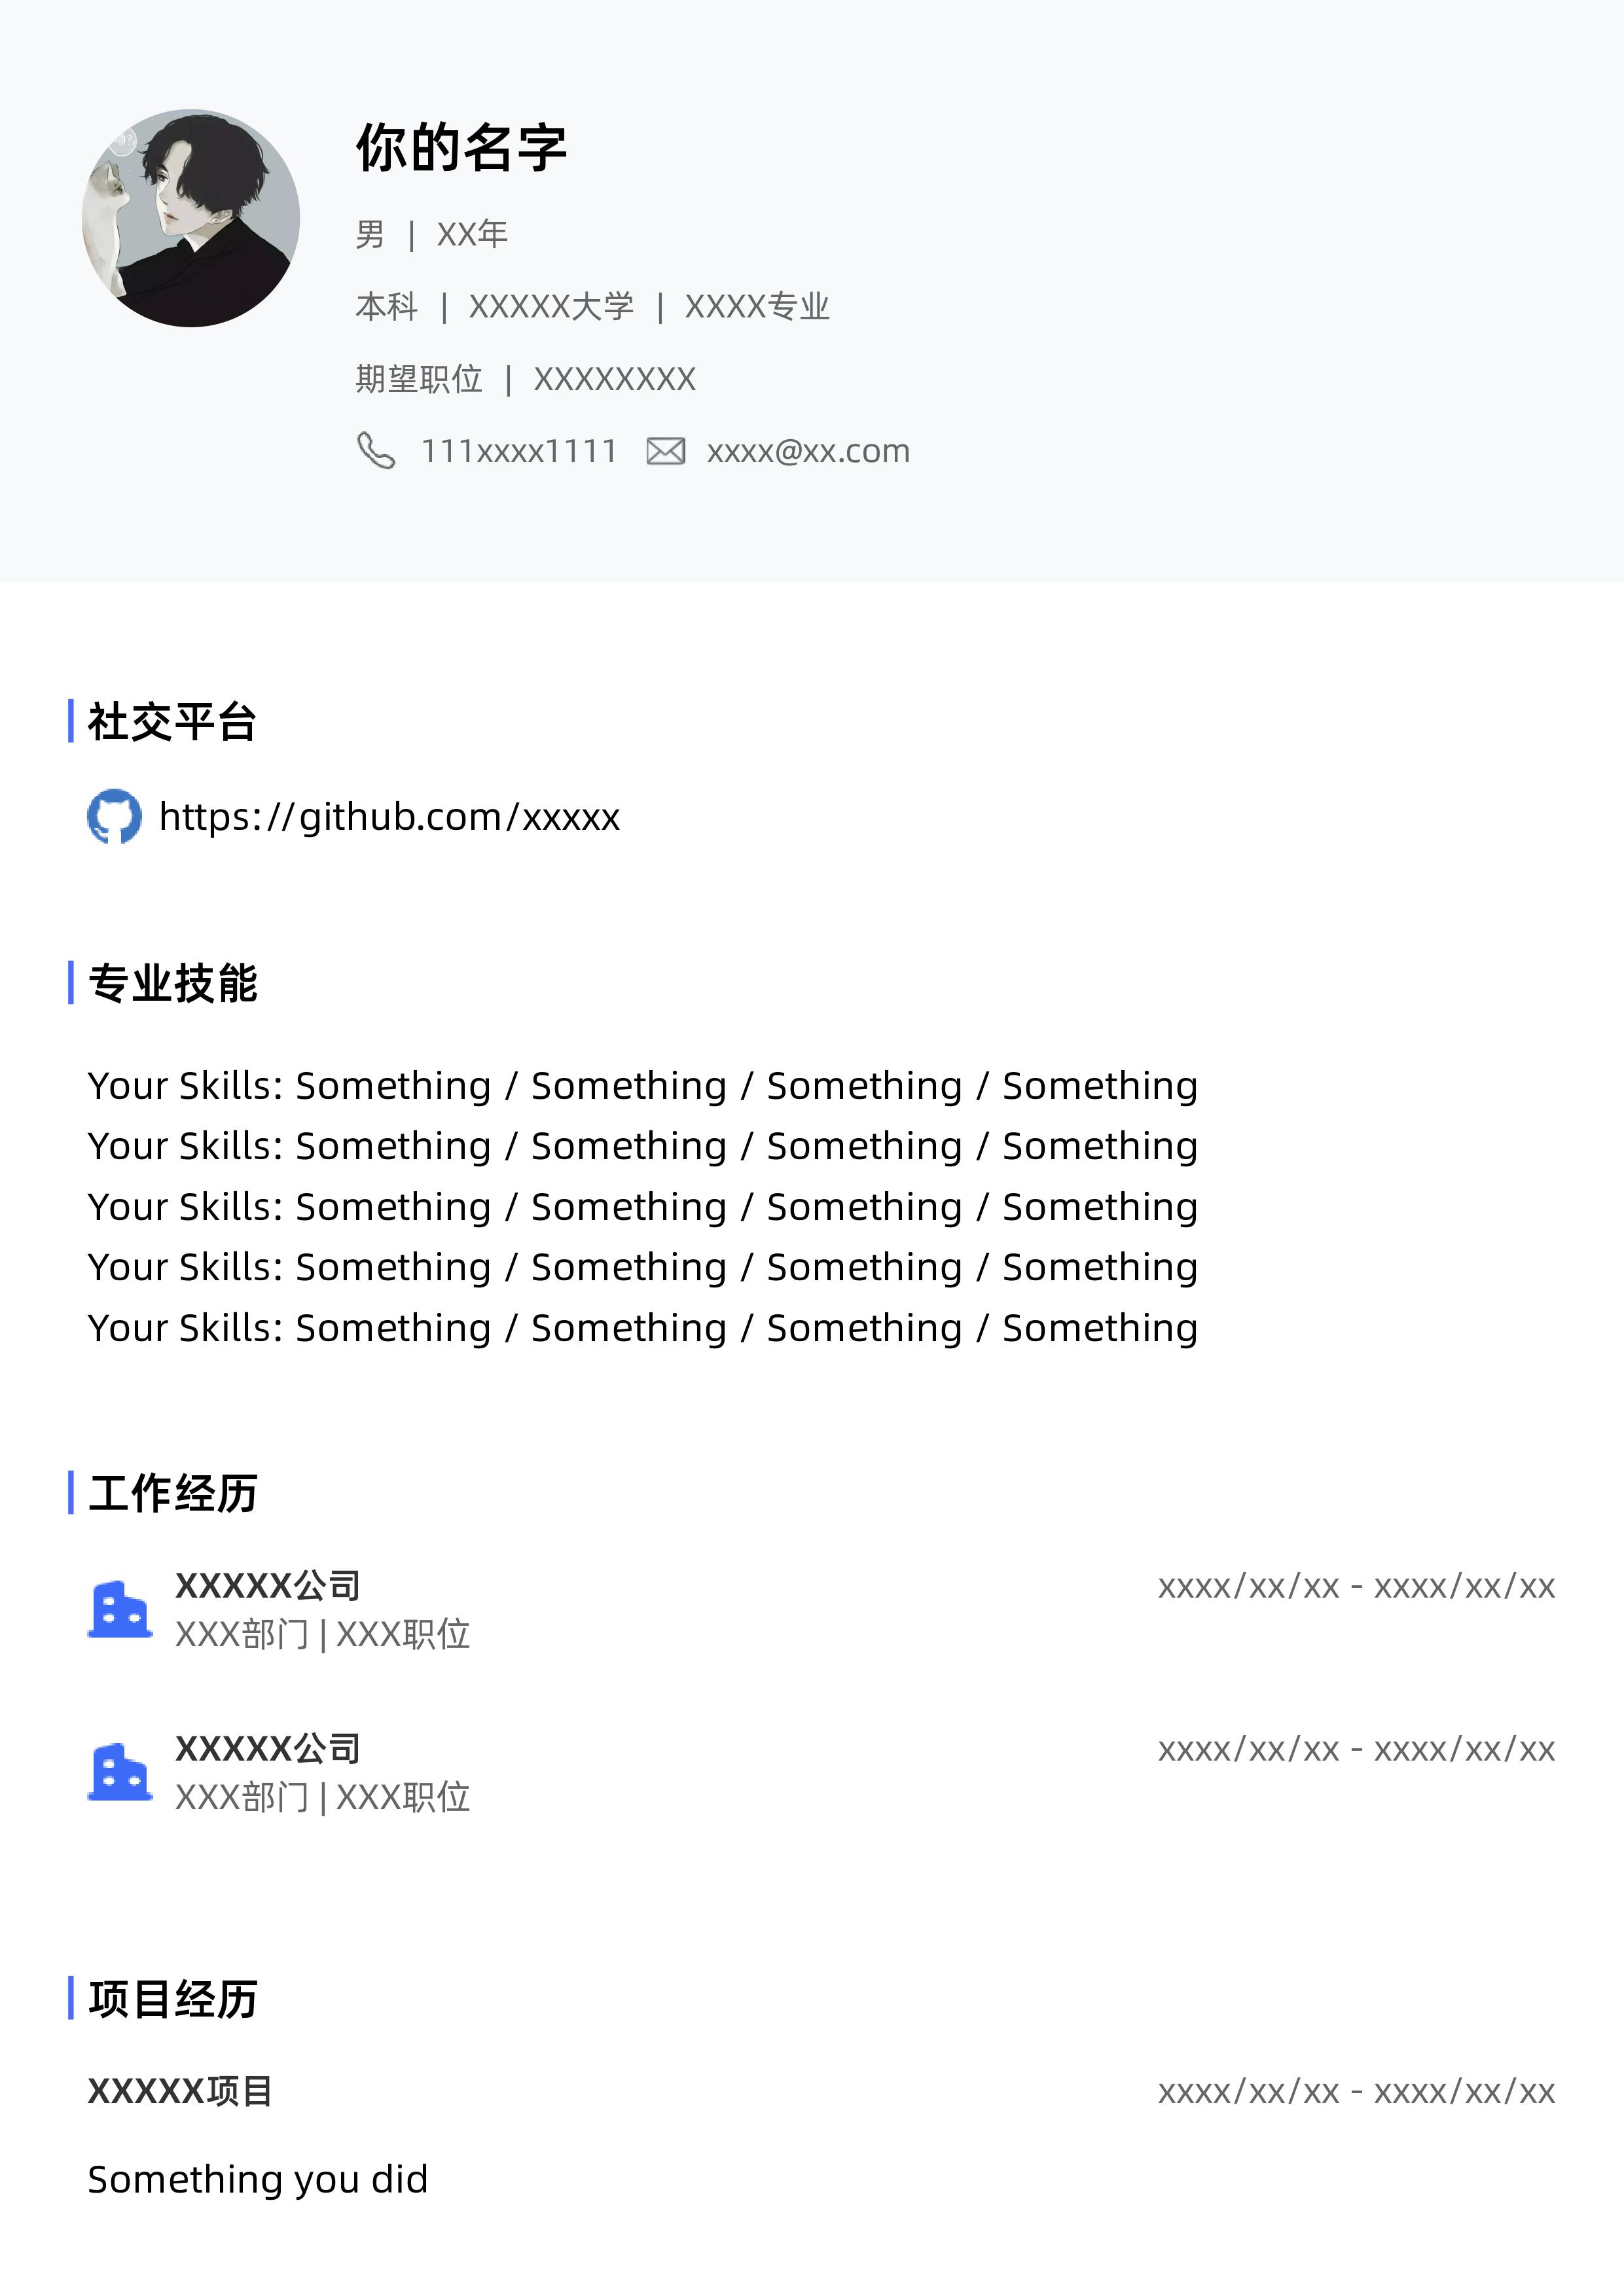 你的名字
男 | XX年
本科 | XXXXX大学 | XXXX专业
期望职位 | XXXXXXXX
111xxxx1111 xxxx@xx.com
社交平台
https://github.com/xxxxx
专业技能
Your Skills: Something / Something / Something / Something
Your Skills: Something / Something / Something / Something
Your Skills: Something / Something / Something / Something
Your Skills: Something / Something / Something / Something
Your Skills: Something / Something / Something / Something
工作经历
XXXXX公司 xxxx/xx/xx - xxxx/xx/xx
XXX部门 | XXX职位
XXXXX公司 xxxx/xx/xx - xxxx/xx/xx
XXX部门 | XXX职位
项目经历
XXXXX项目 xxxx/xx/xx - xxxx/xx/xx
Something you did